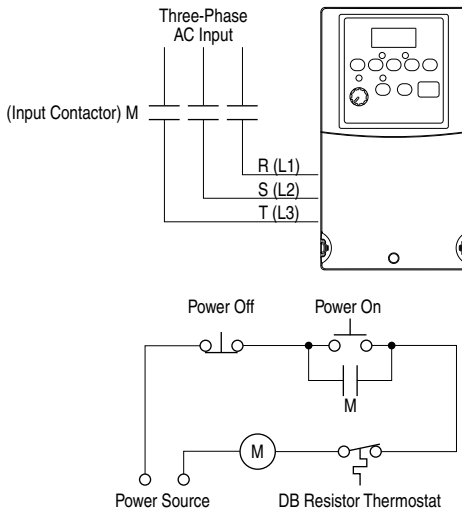 Three-Phase
AC Input
(Input Contactor) M
R (L1)
S (L2)
T (L3)
Power Off
Power On
M
M
Power Source
DB Resistor Thermostat